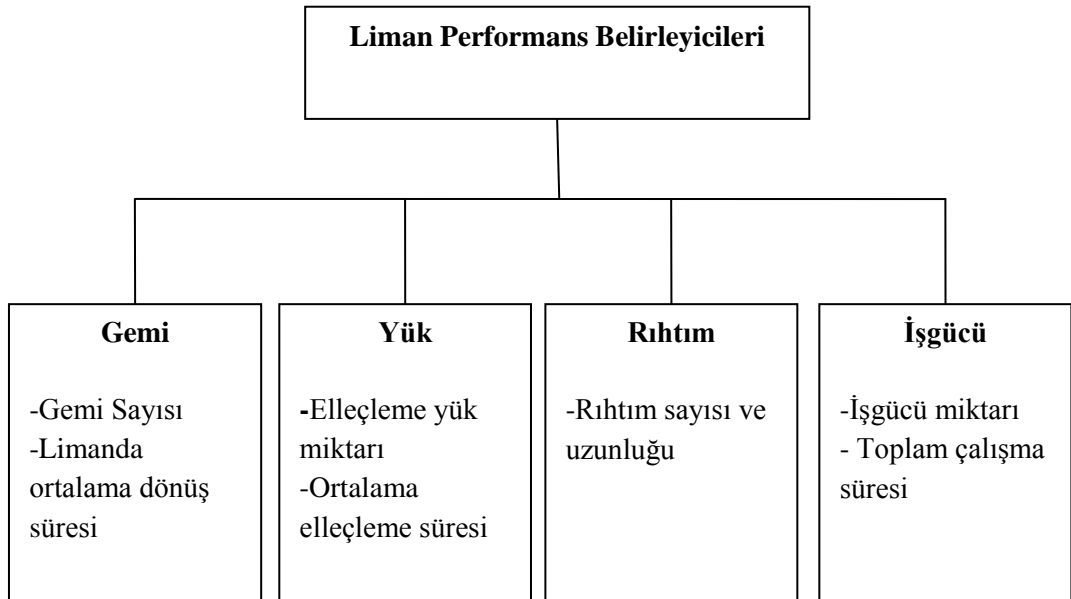 Liman Performans Belirleyicileri
Gemi
-Gemi Sayısı
-Limanda
ortalama dönüş
süresi
Yük
-Elleçleme yük
miktarı
-Ortalama
elleçleme süresi
Rıhtım
-Rıhtım sayısı ve
uzunluğu
İşgücü
-İşgücü miktarı
- Toplam çalışma
süresi